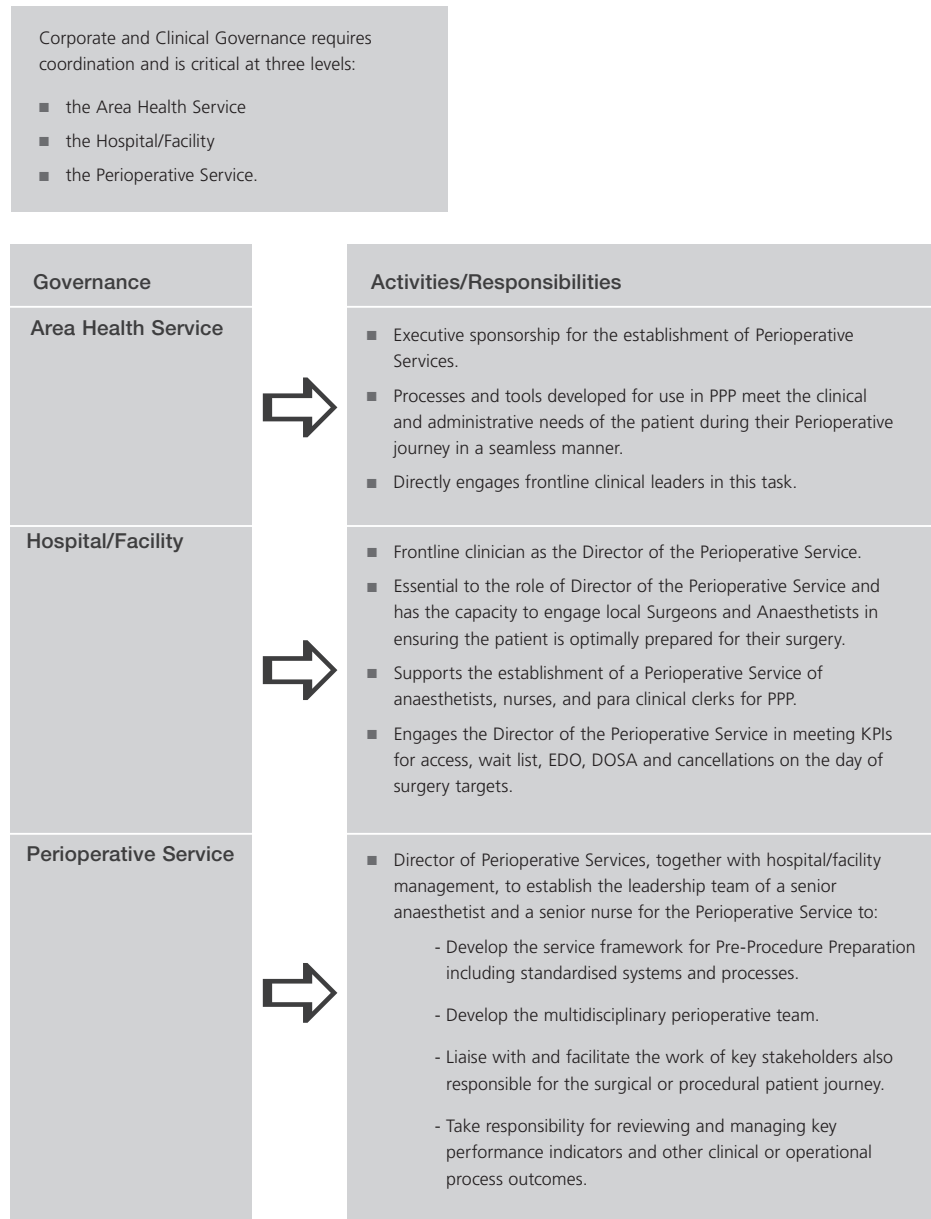 Corporate and Clinical Governance requires
coordination and is critical at three levels:
■ the Area Health Service
■ the Hospital/Facility
■ the Perioperative Service.
Governance
Activities/Responsibilities
Area Health Service
■ Executive sponsorship for the establishment of Perioperative
Services.
■ Processes and tools developed for use in PPP meet the clinical
and administrative needs of the patient during their Perioperative
journey in a seamless manner.
■ Directly engages frontline clinical leaders in this task.
Hospital/Facility
■ Frontline clinician as the Director of the Perioperative Service.
■ Essential to the role of Director of the Perioperative Service and
has the capacity to engage local Surgeons and Anaesthetists in
ensuring the patient is optimally prepared for their surgery.
■ Supports the establishment of a Perioperative Service of
anaesthetists, nurses, and para clinical clerks for PPP.
■ Engages the Director of the Perioperative Service in meeting KPIs
for access, wait list, EDO, DOSA and cancellations on the day of
surgery targets.
Perioperative Service
■ Director of Perioperative Services, together with hospital/facility
management, to establish the leadership team of a senior
anaesthetist and a senior nurse for the Perioperative Service to:
- Develop the service framework for Pre-Procedure Preparation
including standardised systems and processes.
- Develop the multidisciplinary perioperative team.
- Liaise with and facilitate the work of key stakeholders also
responsible for the surgical or procedural patient journey.
- Take responsibility for reviewing and managing key
performance indicators and other clinical or operational
process outcomes.